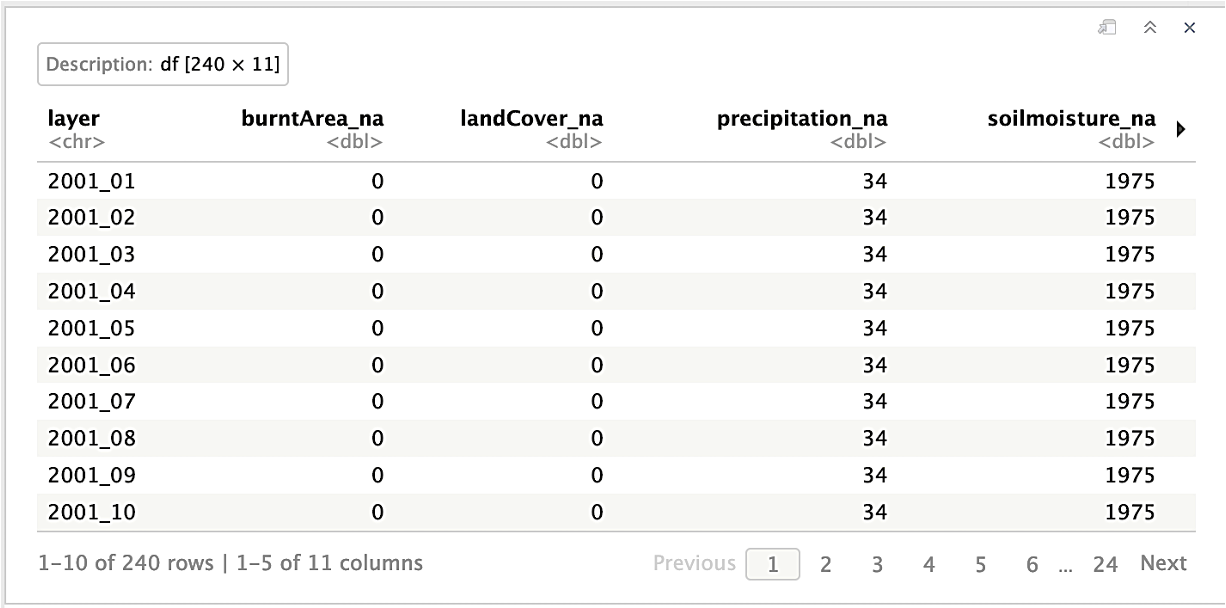 Description: df [240 × 11]
layer burntArea_na landCover_na precipitation_na soilmoisture_na
<chr> <dbl> <dbl> <dbl> <dbl>
2001_01 0 0 34 1975
2001_02 0 0 34 1975
2001_03 0 0 34 1975
2001_04 0 0 34 1975
2001_05 0 0 34 1975
2001_06 0 0 34 1975
2001_07 0 0 34 1975
2001_08 0 0 34 1975
2001_09 0 0 34 1975
2001_10 0 0 34 1975
1–10 of 240 rows | 1–5 of 11 columns Previous 1 2 3 4 5 6 ... 24 Next